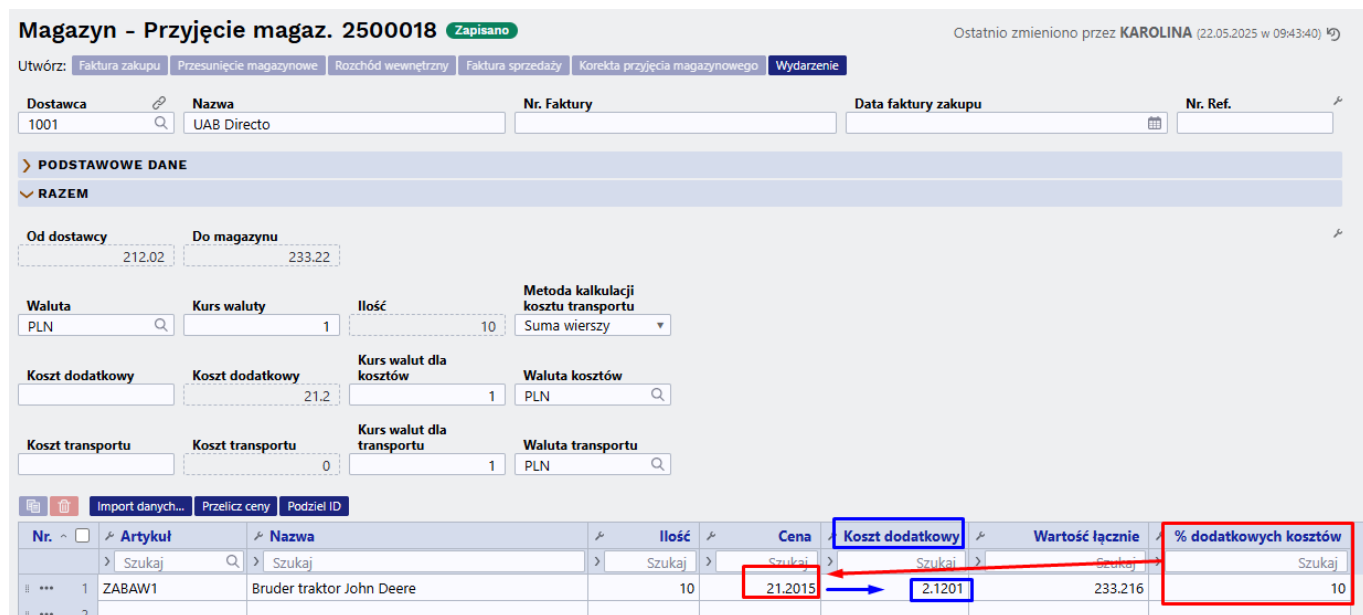 Magazyn - Przyjęcie magaz. 2500018 Zapisano
Ostatnio zmieniono przez KAROLINA (22.05.2025 w 09:43:40)
Utwórz: Faktura zakupu Przesunięcie magazynowe Rozchód wewnętrzny Faktura sprzedaży Korekta przyjęcia magazynowego Wydarzenie
Dostawca Nazwa Nr. Faktury Data faktury zakupu Nr. Ref.
1001 UAB Directo
PODSTAWOWE DANE
RAZEM
Od dostawcy Do magazynu
212.02 233.22
Metoda kalkulacji
Waluta Kurs waluty Ilość kosztu transportu
PLN 1 10 Suma wierszy
Kurs walut dla
Koszt dodatkowy Koszt dodatkowy kosztów Waluta kosztów
21.2 1 PLN
Kurs walut dla
Koszt transportu Koszt transportu transportu Waluta transportu
0 1 PLN
Import danych... Przelicz ceny Podziel ID
Nr. Artykuł Nazwa Ilość Cena Koszt dodatkowy Wartość łącznie % dodatkowych kosztów
Szukaj Szukaj Szukaj Szukaj Szukaj Szukaj Szukaj
1 ZABAW1 Bruder traktor John Deere 10 21.2015 2.1201 233.216 10
2